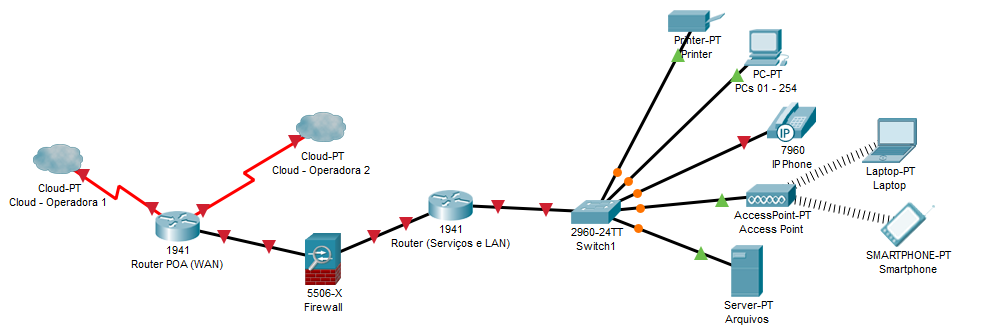 Printer-PT
Printer
PC-PT
PCs 01 - 254
IP
7960
IP Phone
Cloud-PT
Cloud - Operadora 2
Cloud-PT
Cloud - Operadora 1
Laptop-PT
Laptop
AccessPoint-PT
Access Point
1941
Router POA (WAN)
1941
Router (Serviços e LAN)
2960-24TT
Switch1
SMARTPHONE-PT
Smartphone
5506-X
Firewall
Server-PT
Arquivos